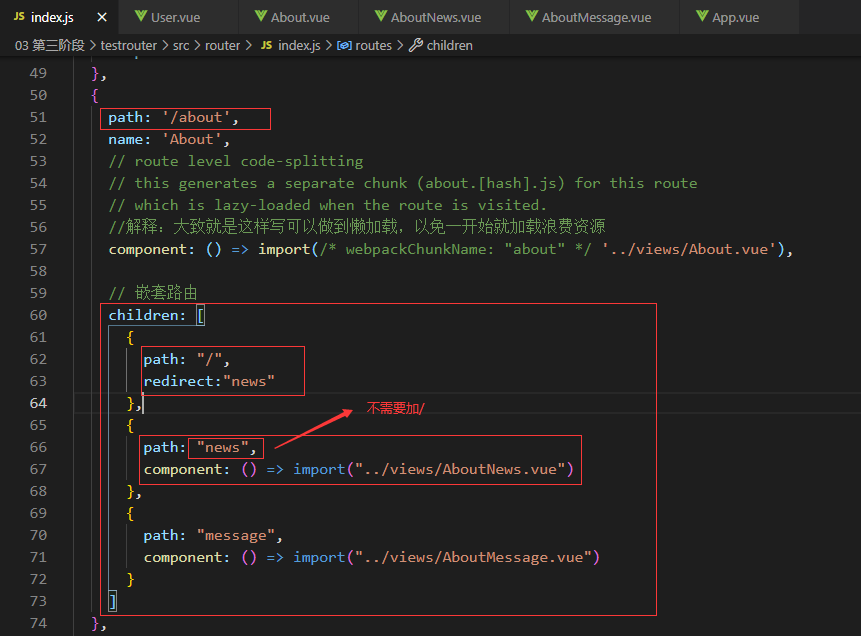 JS index.js × User.vue About.vue AboutNews.vue AboutMessage.vue App.vue
03 第三阶段 > testrouter > src > router > JS index.js > routes > children
49 },
50 {
51 path: '/about',
52 name: 'About',
53 // route level code-splitting
54 // this generates a separate chunk (about.[hash].js) for this route
55 // which is lazy-loaded when the route is visited.
56 //解释：大致就是这样写可以做到懒加载，以免一开始就加载浪费资源
57 component: () => import(/* webpackChunkName: "about" */ '../views/About.vue'),
58
59 // 嵌套路由
60 children: [
61 {
62 path: "/",
63 redirect:"news"
64 },
不需要加/
65 {
66 path: "news",
67 component: () => import("../views/AboutNews.vue")
68 },
69 {
70 path: "message",
71 component: () => import("../views/AboutMessage.vue")
72 }
73 ]
74 },